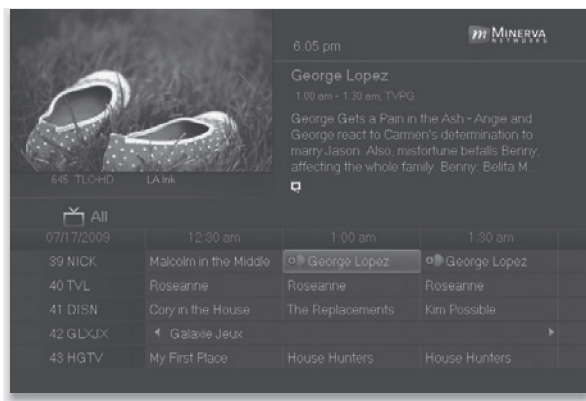 m MINERVA
NETWORKS
6:05 pm
George Lopez
1:00 am - 1:30 am, TVPG
George Gets a Pain in the Ash - Angie and
George react to Carmen's determination to
marry Jason. Also, misfortune befalls Benny,
affecting the whole family. Benny: Belita M...
645 TLC-HD LA Ink
All
07/17/2009 12:30 am 1:00 am 1:30 am
39 NICK Malcolm in the Middle George Lopez George Lopez
40 TVL Roseanne Roseanne Roseanne
41 DISN Cory in the House The Replacements Kim Possible
42 GLXJX Galaxie Jeux
43 HGTV My First Place House Hunters House Hunters